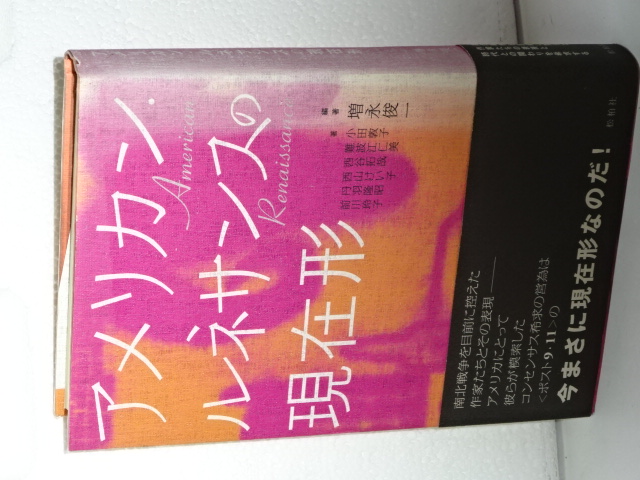 アメリカン・
ルネサンスの
現在形
American
Renaissance
編著 増永俊一
著 小田敦子
難波江仁美
西谷拓哉
西山けい子
丹羽隆昭
前川玲子
松柏社
今まさに現在形なのだ！
南北戦争を目前に控えた
作家たちとその表現――
アメリカにとって
彼らが模索した
コンセンサス希求の営為は
〈ポスト9・11〉の